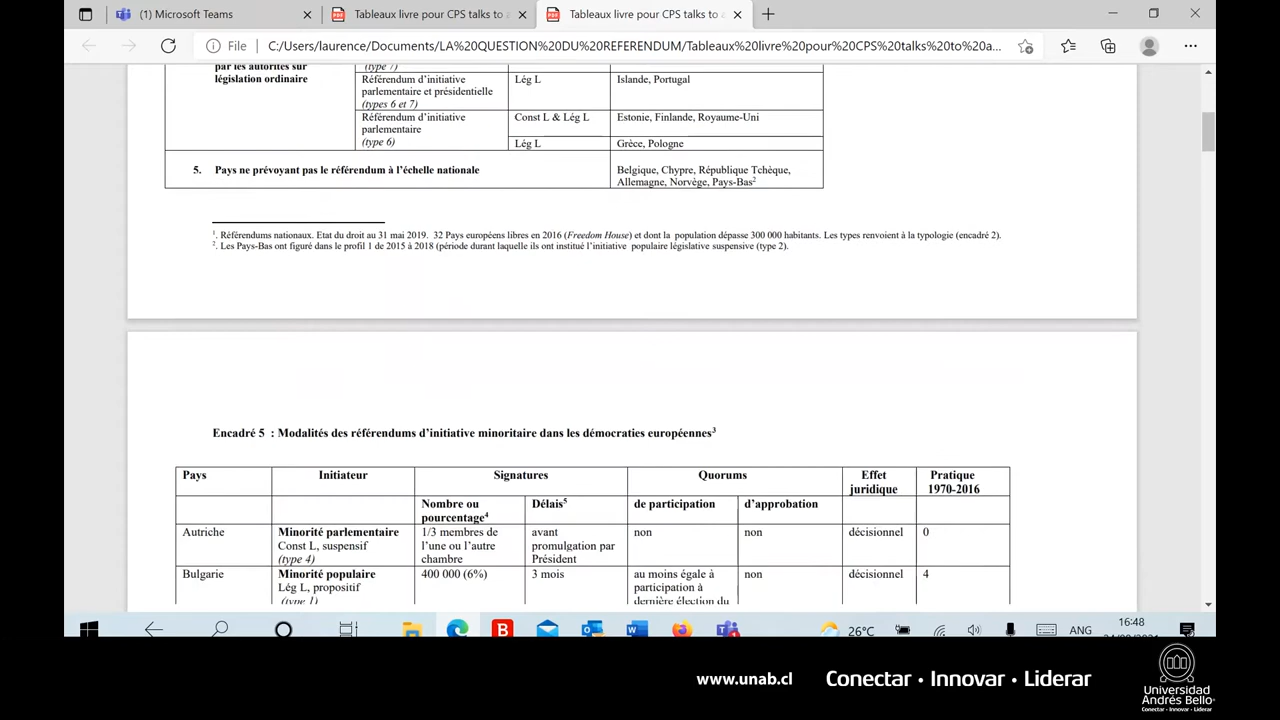 (1) Microsoft Teams
Tableaux livre pour CPS talks to
Tableaux livre pour CPS talks to
File
C:/Users/laurence/Documents/LA%20QUESTION%20DU%20REFERENDUM/Tableaux%20livre%20pour%20CPS%20talks%20to%20a...
par les autorités sur
législation ordinaire
(type 7)
Référendum d'initiative
parlementaire et présidentielle
(types 6 et 7)
Lég L
Islande, Portugal
Référendum d'initiative
parlementaire
(type 6)
Const L & Lég L
Estonie, Finlande, Royaume-Uni
Lég L
Grèce, Pologne
5. Pays ne prévoyant pas le référendum à l'échelle nationale
Belgique, Chypre, République Tchèque,
Allemagne, Norvège, Pays-Bas²
¹. Référendums nationaux. Etat du droit au 31 mai 2019. 32 Pays européens libres en 2016 (Freedom House) et dont la population dépasse 300 000 habitants. Les types renvoient à la typologie (encadré 2).
². Les Pays-Bas ont figuré dans le profil 1 de 2015 à 2018 (période durant laquelle ils ont institué l'initiative populaire législative suspensive (type 2).
Encadré 5 : Modalités des référendums d'initiative minoritaire dans les démocraties européennes³
Pays
Initiateur
Signatures
Quorums
Effet
juridique
Pratique
1970-2016
Nombre ou
pourcentage⁴
Délais⁵
de participation
d'approbation
Autriche
Minorité parlementaire
Const L, suspensif
(type 4)
1/3 membres de
l'une ou l'autre
chambre
avant
promulgation par
Président
non
non
décisionnel
0
Bulgarie
Minorité populaire
Lég L, propositif
(type 1)
400 000 (6%)
3 mois
au moins égale à
participation à
dernière élection du
non
décisionnel
4
26°C
ANG
16:48
www.unab.cl
Conectar • Innovar • Liderar
Universidad
Andrés Bello
Conectar • Innovar • Liderar